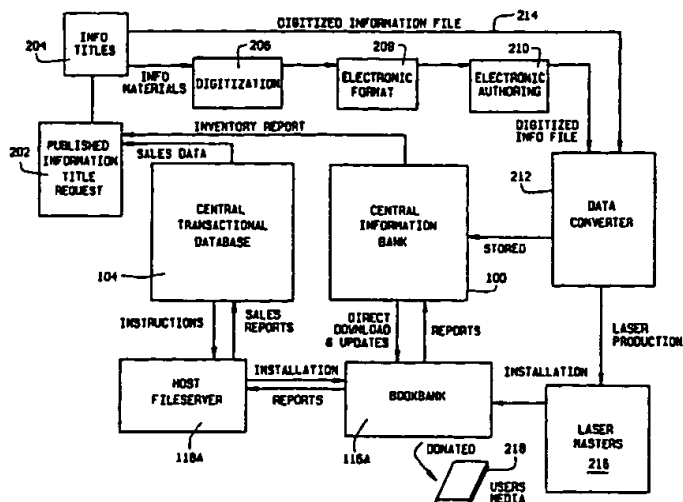 DIGITIZED INFORMATION FILE
214
INFO
TITLES
204
206
208
210
INFO
MATERIALS
DIGITIZATION
ELECTRONIC
FORMAT
ELECTRONIC
AUTHORING
INVENTORY REPORT
DIGITIZED
INFO FILE
202
PUBLISHED
INFORMATION
TITLE
REQUEST
SALES DATA
212
CENTRAL
TRANSACTIONAL
DATABASE
CENTRAL
INFORMATION
BANK
DATA
CONVERTER
STORED
104
100
INSTRUCTIONS
SALES
REPORTS
DIRECT
DOWNLOAD
& UPDATES
REPORTS
LASER
PRODUCTION
HOST
FILESERVER
INSTALLATION
REPORTS
BOOKBANK
INSTALLATION
LASER
MASTERS
216
118A
116A
DONATED
218
USERS
MEDIA